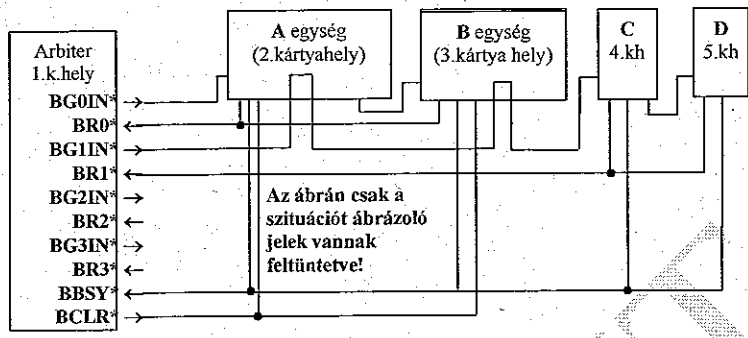 Arbiter
1.k.hely
BG0IN*
BR0*
BG1IN*
BR1*
BG2IN*
BR2*
BG3IN*
BR3*
BBSY*
BCLR*
A egység
(2.kártyahely)
B egység
(3.kártya hely)
C
4.kh
D
5.kh
Az ábrán csak a
szituációt ábrázoló
jelek vannak
feltüntetve!